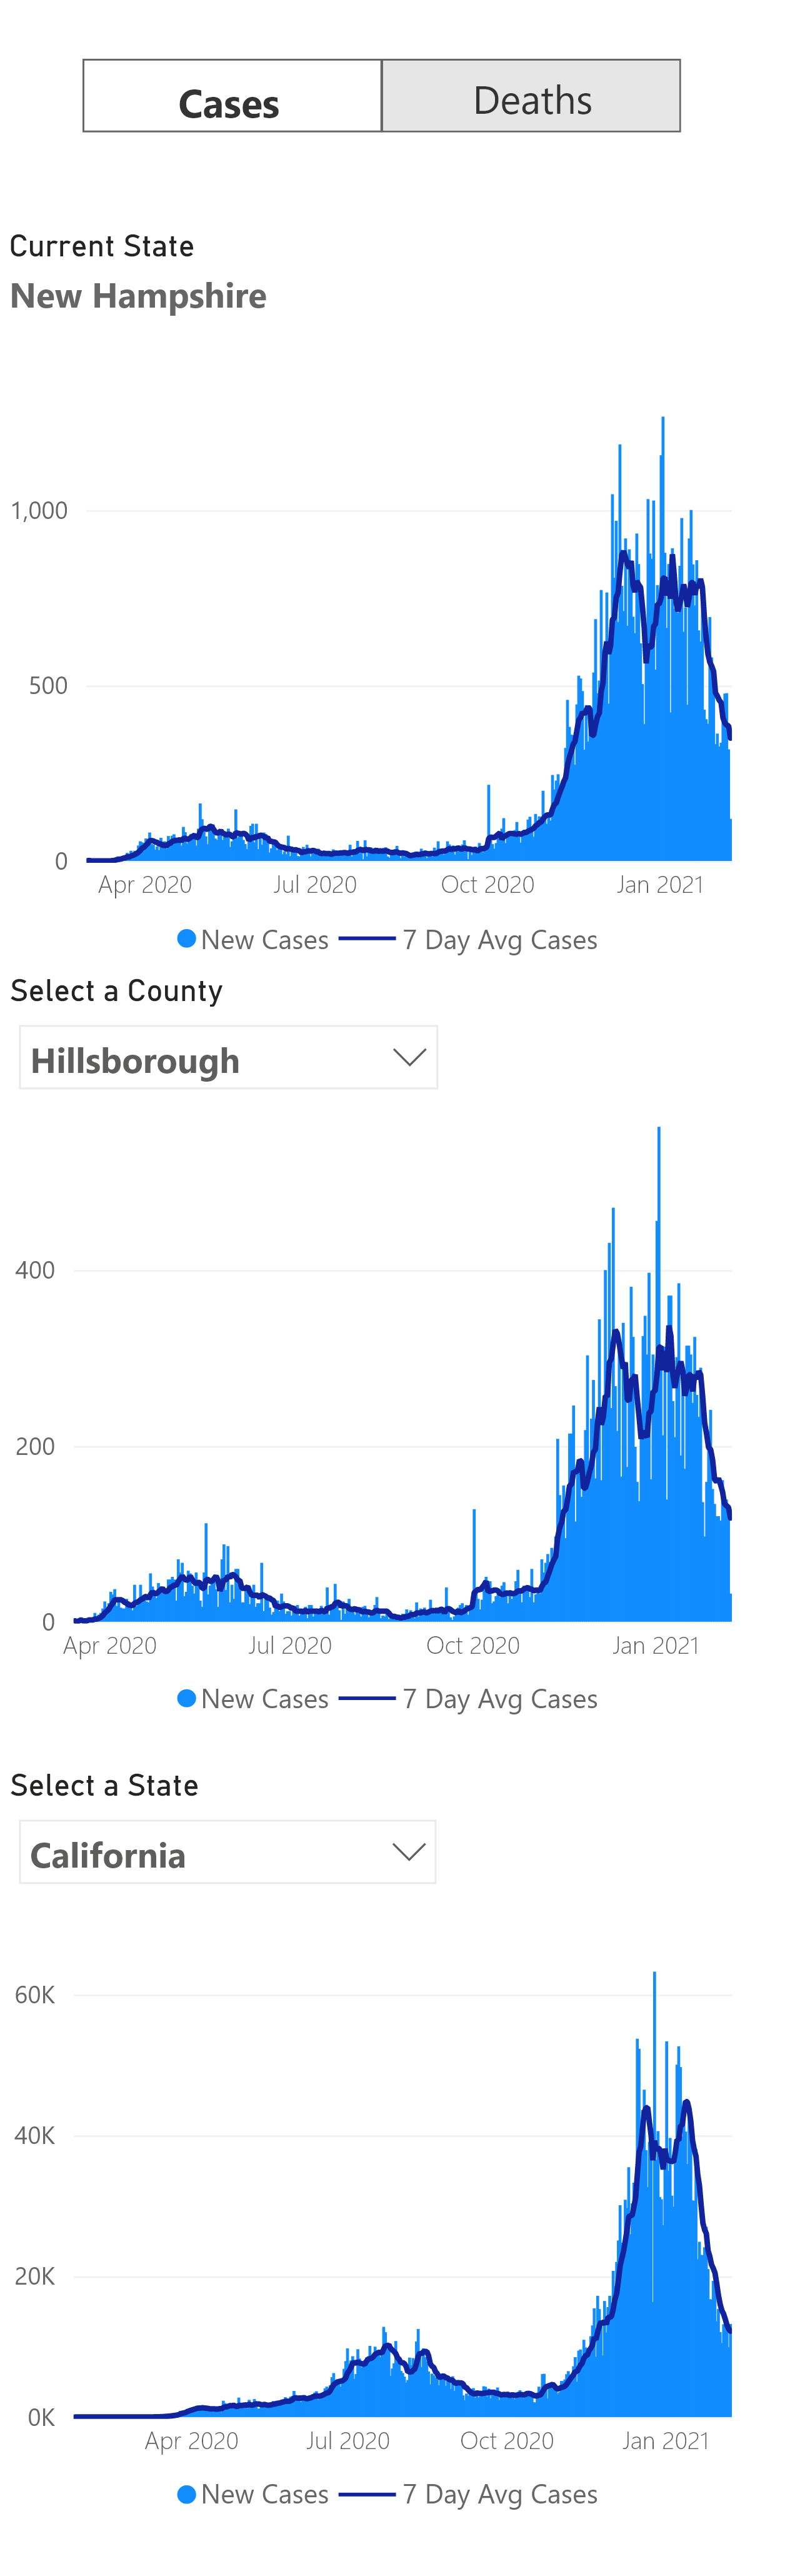 Cases Deaths
Current State
New Hampshire
1,000
500
0
Apr 2020 Jul 2020 Oct 2020 Jan 2021
New Cases 7 Day Avg Cases
Select a County
Hillsborough
400
200
0
Apr 2020 Jul 2020 Oct 2020 Jan 2021
New Cases 7 Day Avg Cases
Select a State
California
60K
40K
20K
0K
Apr 2020 Jul 2020 Oct 2020 Jan 2021
New Cases 7 Day Avg Cases